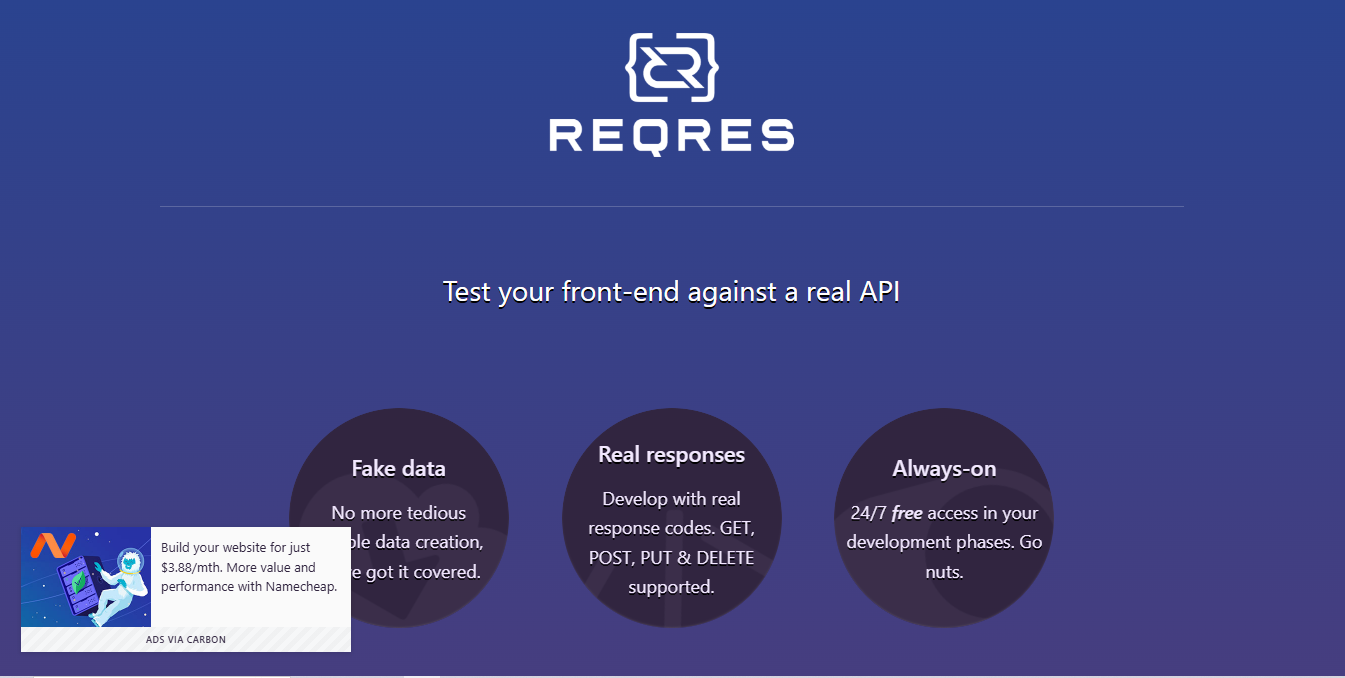 REQRES
Test your front-end against a real API
Fake data
No more tedious
ble data creation,
e got it covered.
Real responses
Develop with real
response codes. GET,
POST, PUT & DELETE
supported.
Always-on
24/7 free access in your
development phases. Go
nuts.
Build your website for just
$3.88/mth. More value and
performance with Namecheap.
ADS VIA CARBON